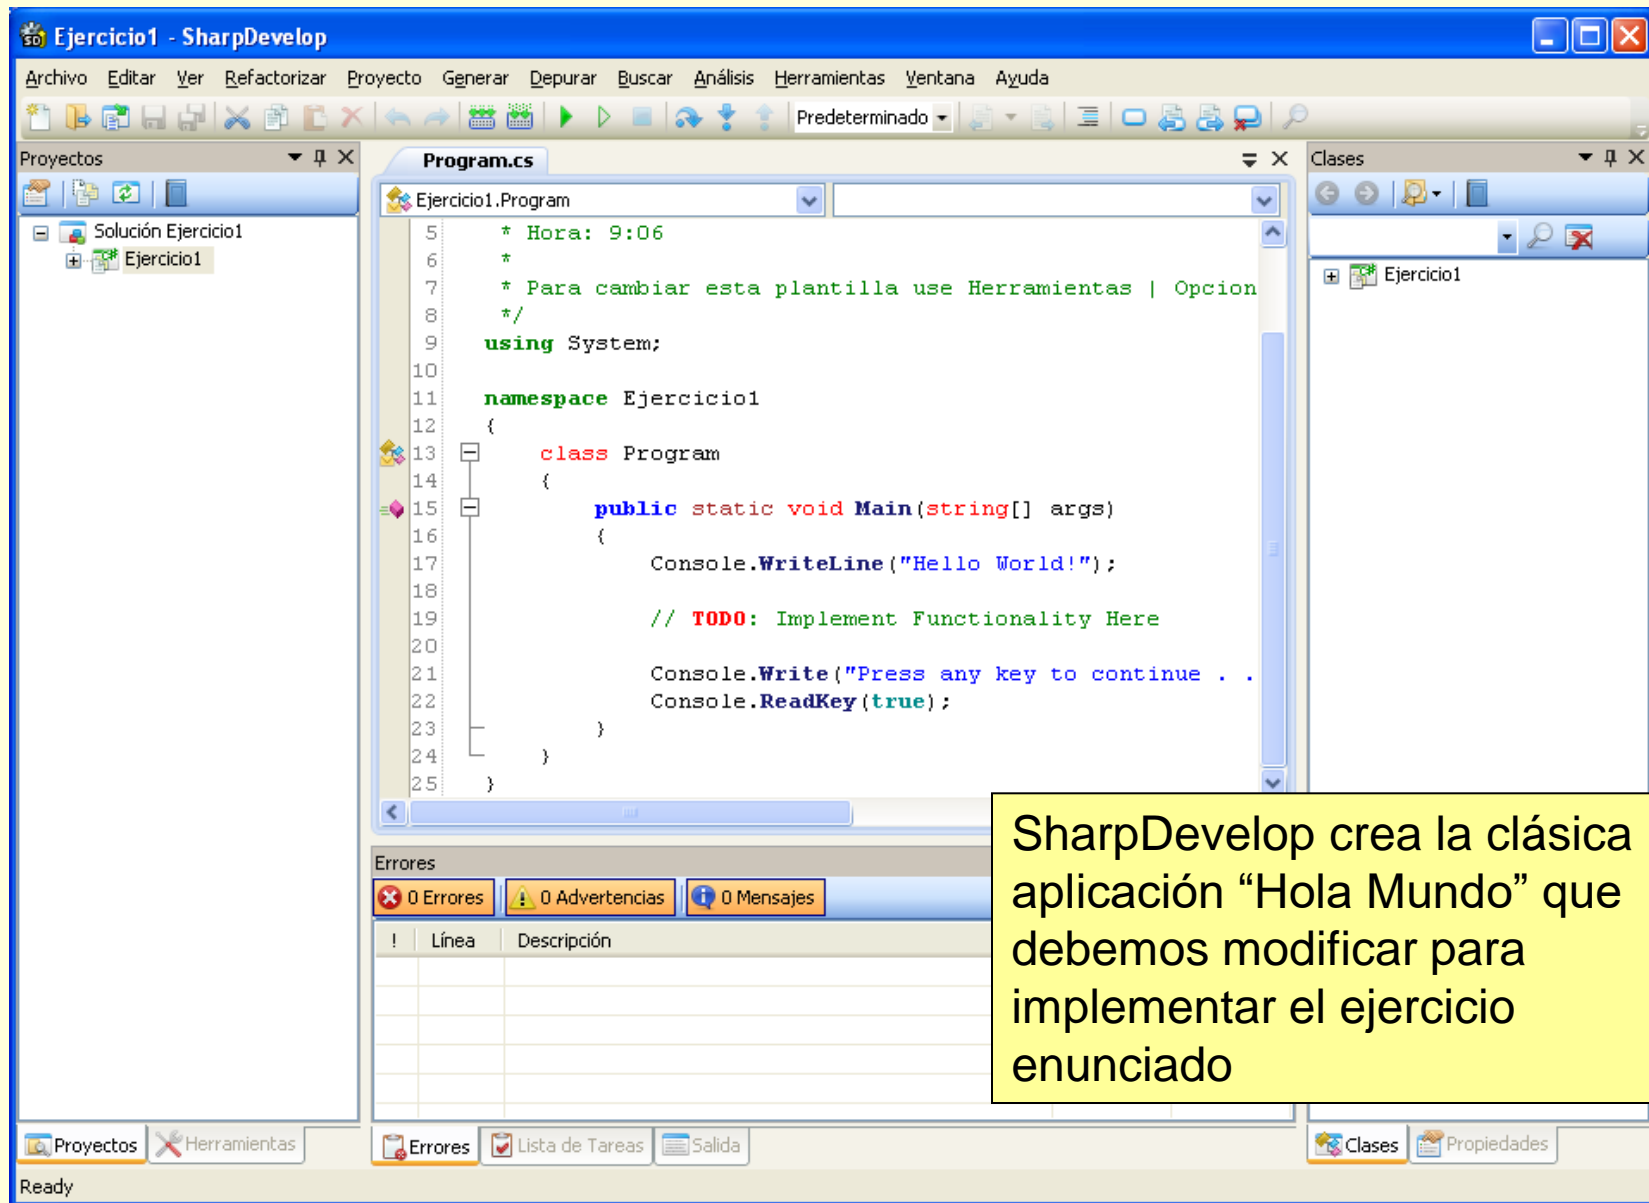 Ejercicio1 - SharpDevelop
Archivo Editar Ver Refactorizar Proyecto Generar Depurar Buscar Análisis Herramientas Ventana Ayuda
Predeterminado
Proyectos
Solución Ejercicio1
Ejercicio1
Program.cs
Ejercicio1.Program
5 * Hora: 9:06
6 *
7 * Para cambiar esta plantilla use Herramientas | Opcion
8 */
9 using System;
10
11 namespace Ejercicio1
12 {
13 class Program
14 {
15 public static void Main(string[] args)
16 {
17 Console.WriteLine("Hello World!");
18
19 // TODO: Implement Functionality Here
20
21 Console.Write("Press any key to continue . .
22 Console.ReadKey(true);
23 }
24 }
25 }
Clases
Ejercicio1
Errores
0 Errores 0 Advertencias 0 Mensajes
! Línea Descripción
SharpDevelop crea la clásica
aplicación “Hola Mundo” que
debemos modificar para
implementar el ejercicio
enunciado
Proyectos Herramientas
Errores Lista de Tareas Salida
Clases Propiedades
Ready